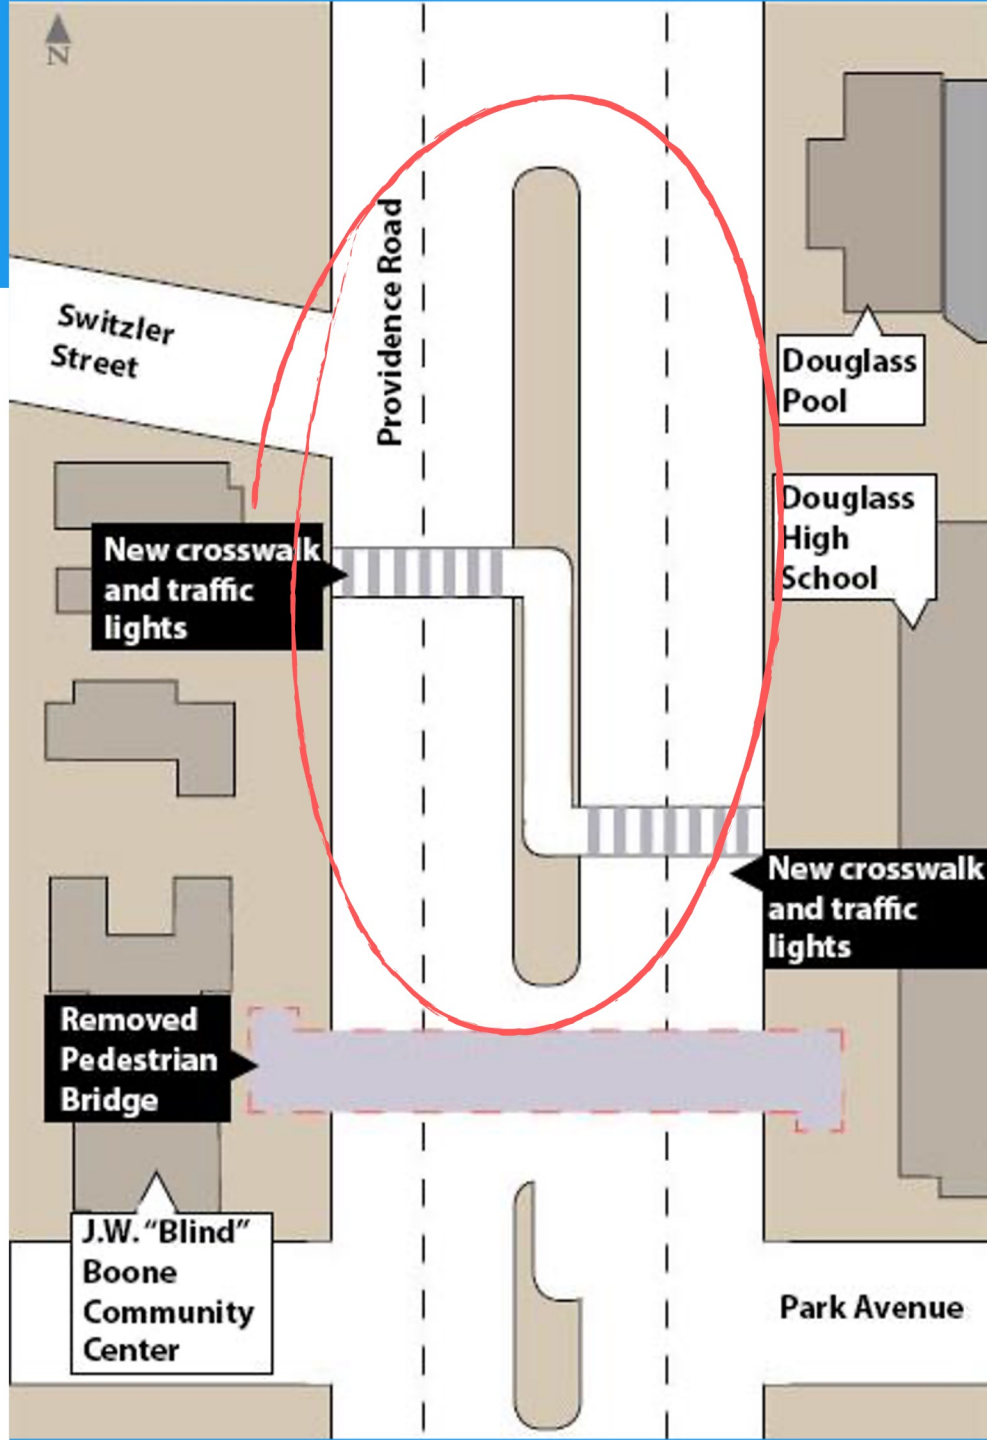 N
Switzler
Street
Providence Road
Douglass
Pool
Douglass
High
School
New crosswalk
and traffic
lights
New crosswalk
and traffic
lights
Removed
Pedestrian
Bridge
J.W. “Blind”
Boone
Community
Center
Park Avenue